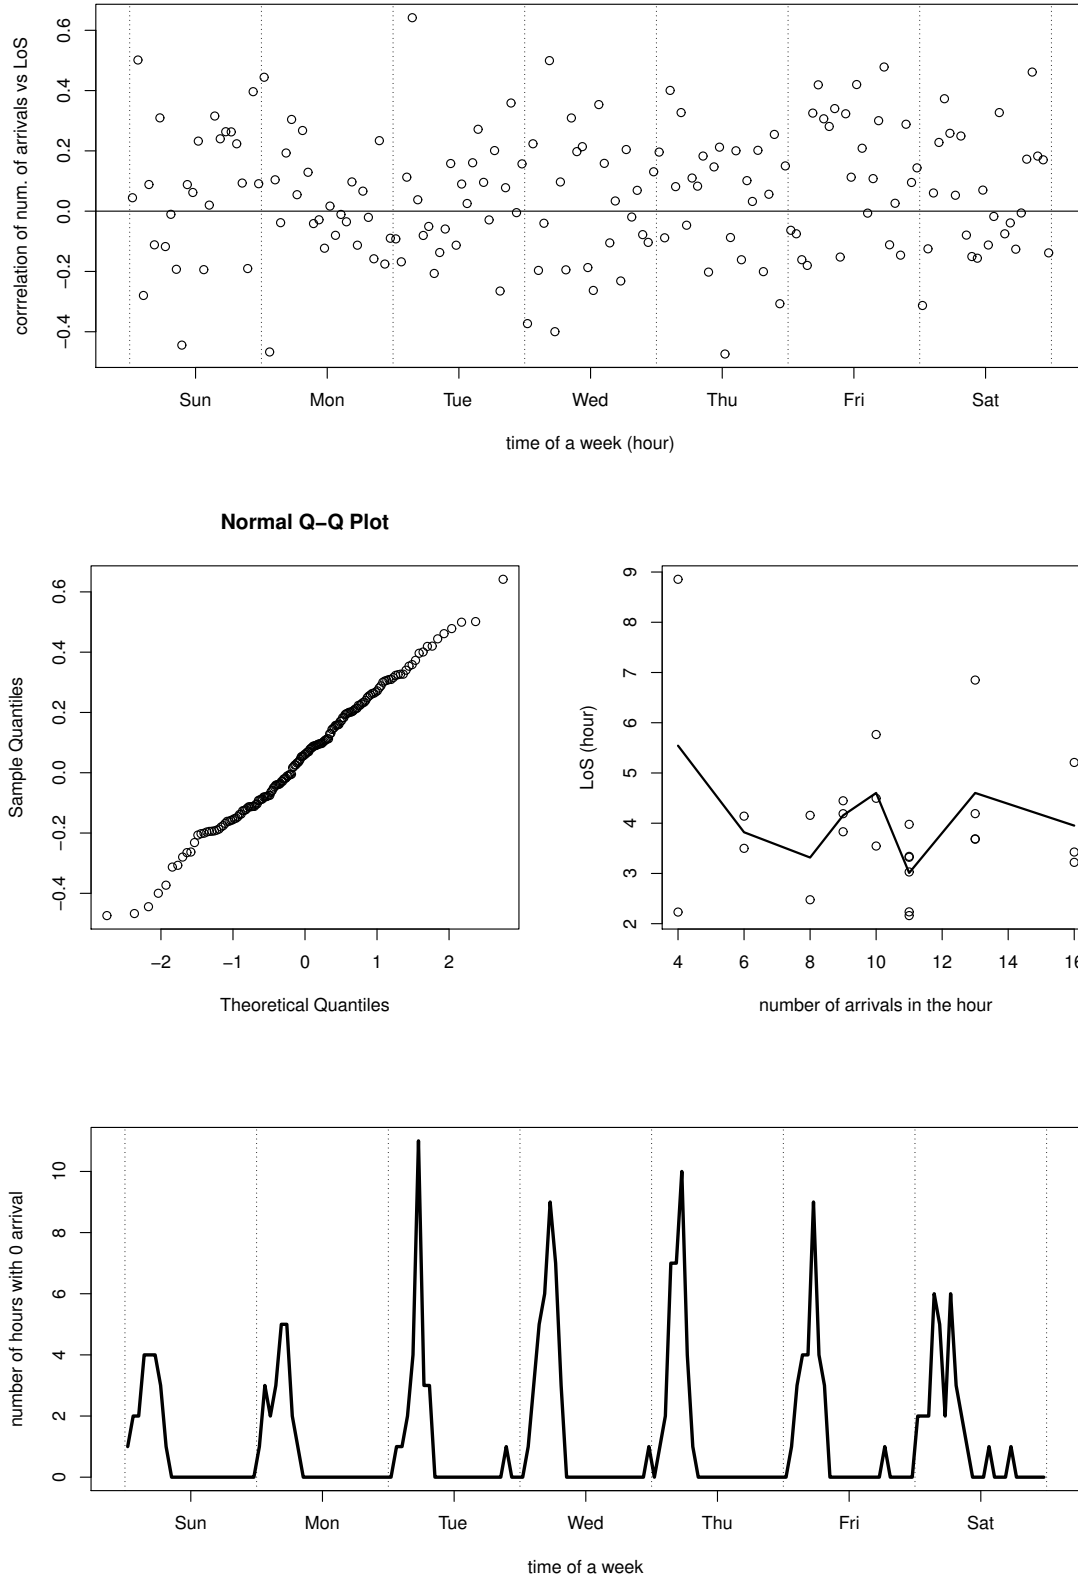 corrrelation of num. of arrivals vs LoS
0.6
0.4
0.2
0.0
−0.2
−0.4
Sun Mon Tue Wed Thu Fri Sat
time of a week (hour)
Normal Q−Q Plot
Sample Quantiles
0.6
0.4
0.2
0.0
−0.2
−0.4
−2 −1 0 1 2
Theoretical Quantiles
LoS (hour)
9
8
7
6
5
4
3
2
4 6 8 10 12 14 16
number of arrivals in the hour
number of hours with 0 arrival
10
8
6
4
2
0
Sun Mon Tue Wed Thu Fri Sat
time of a week